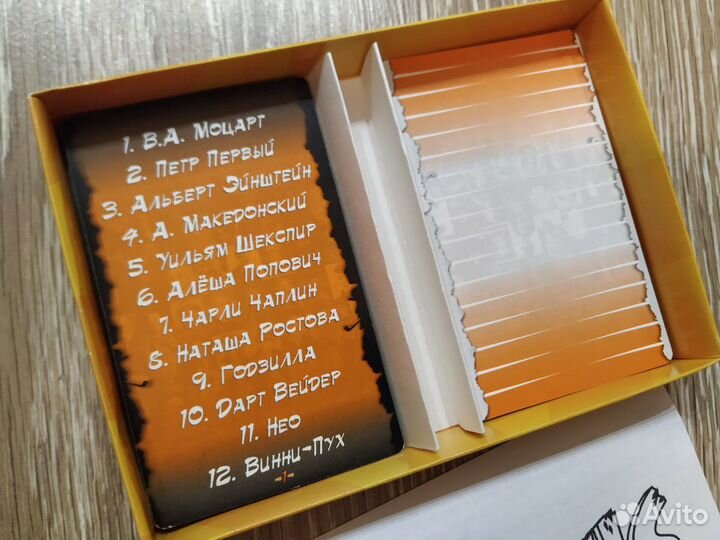 1. В.А. Моцарт
2. Петр Первый
3. Альберт Эйнштейн
4. А. Македонский
5. Уильям Шекспир
6. Алёша Попович
7. Чарли Чаплин
8. Наташа Ростова
9. Годзилла
10. Дарт Вейдер
11. Нео
12. Винни-Пух
-1-
Avito